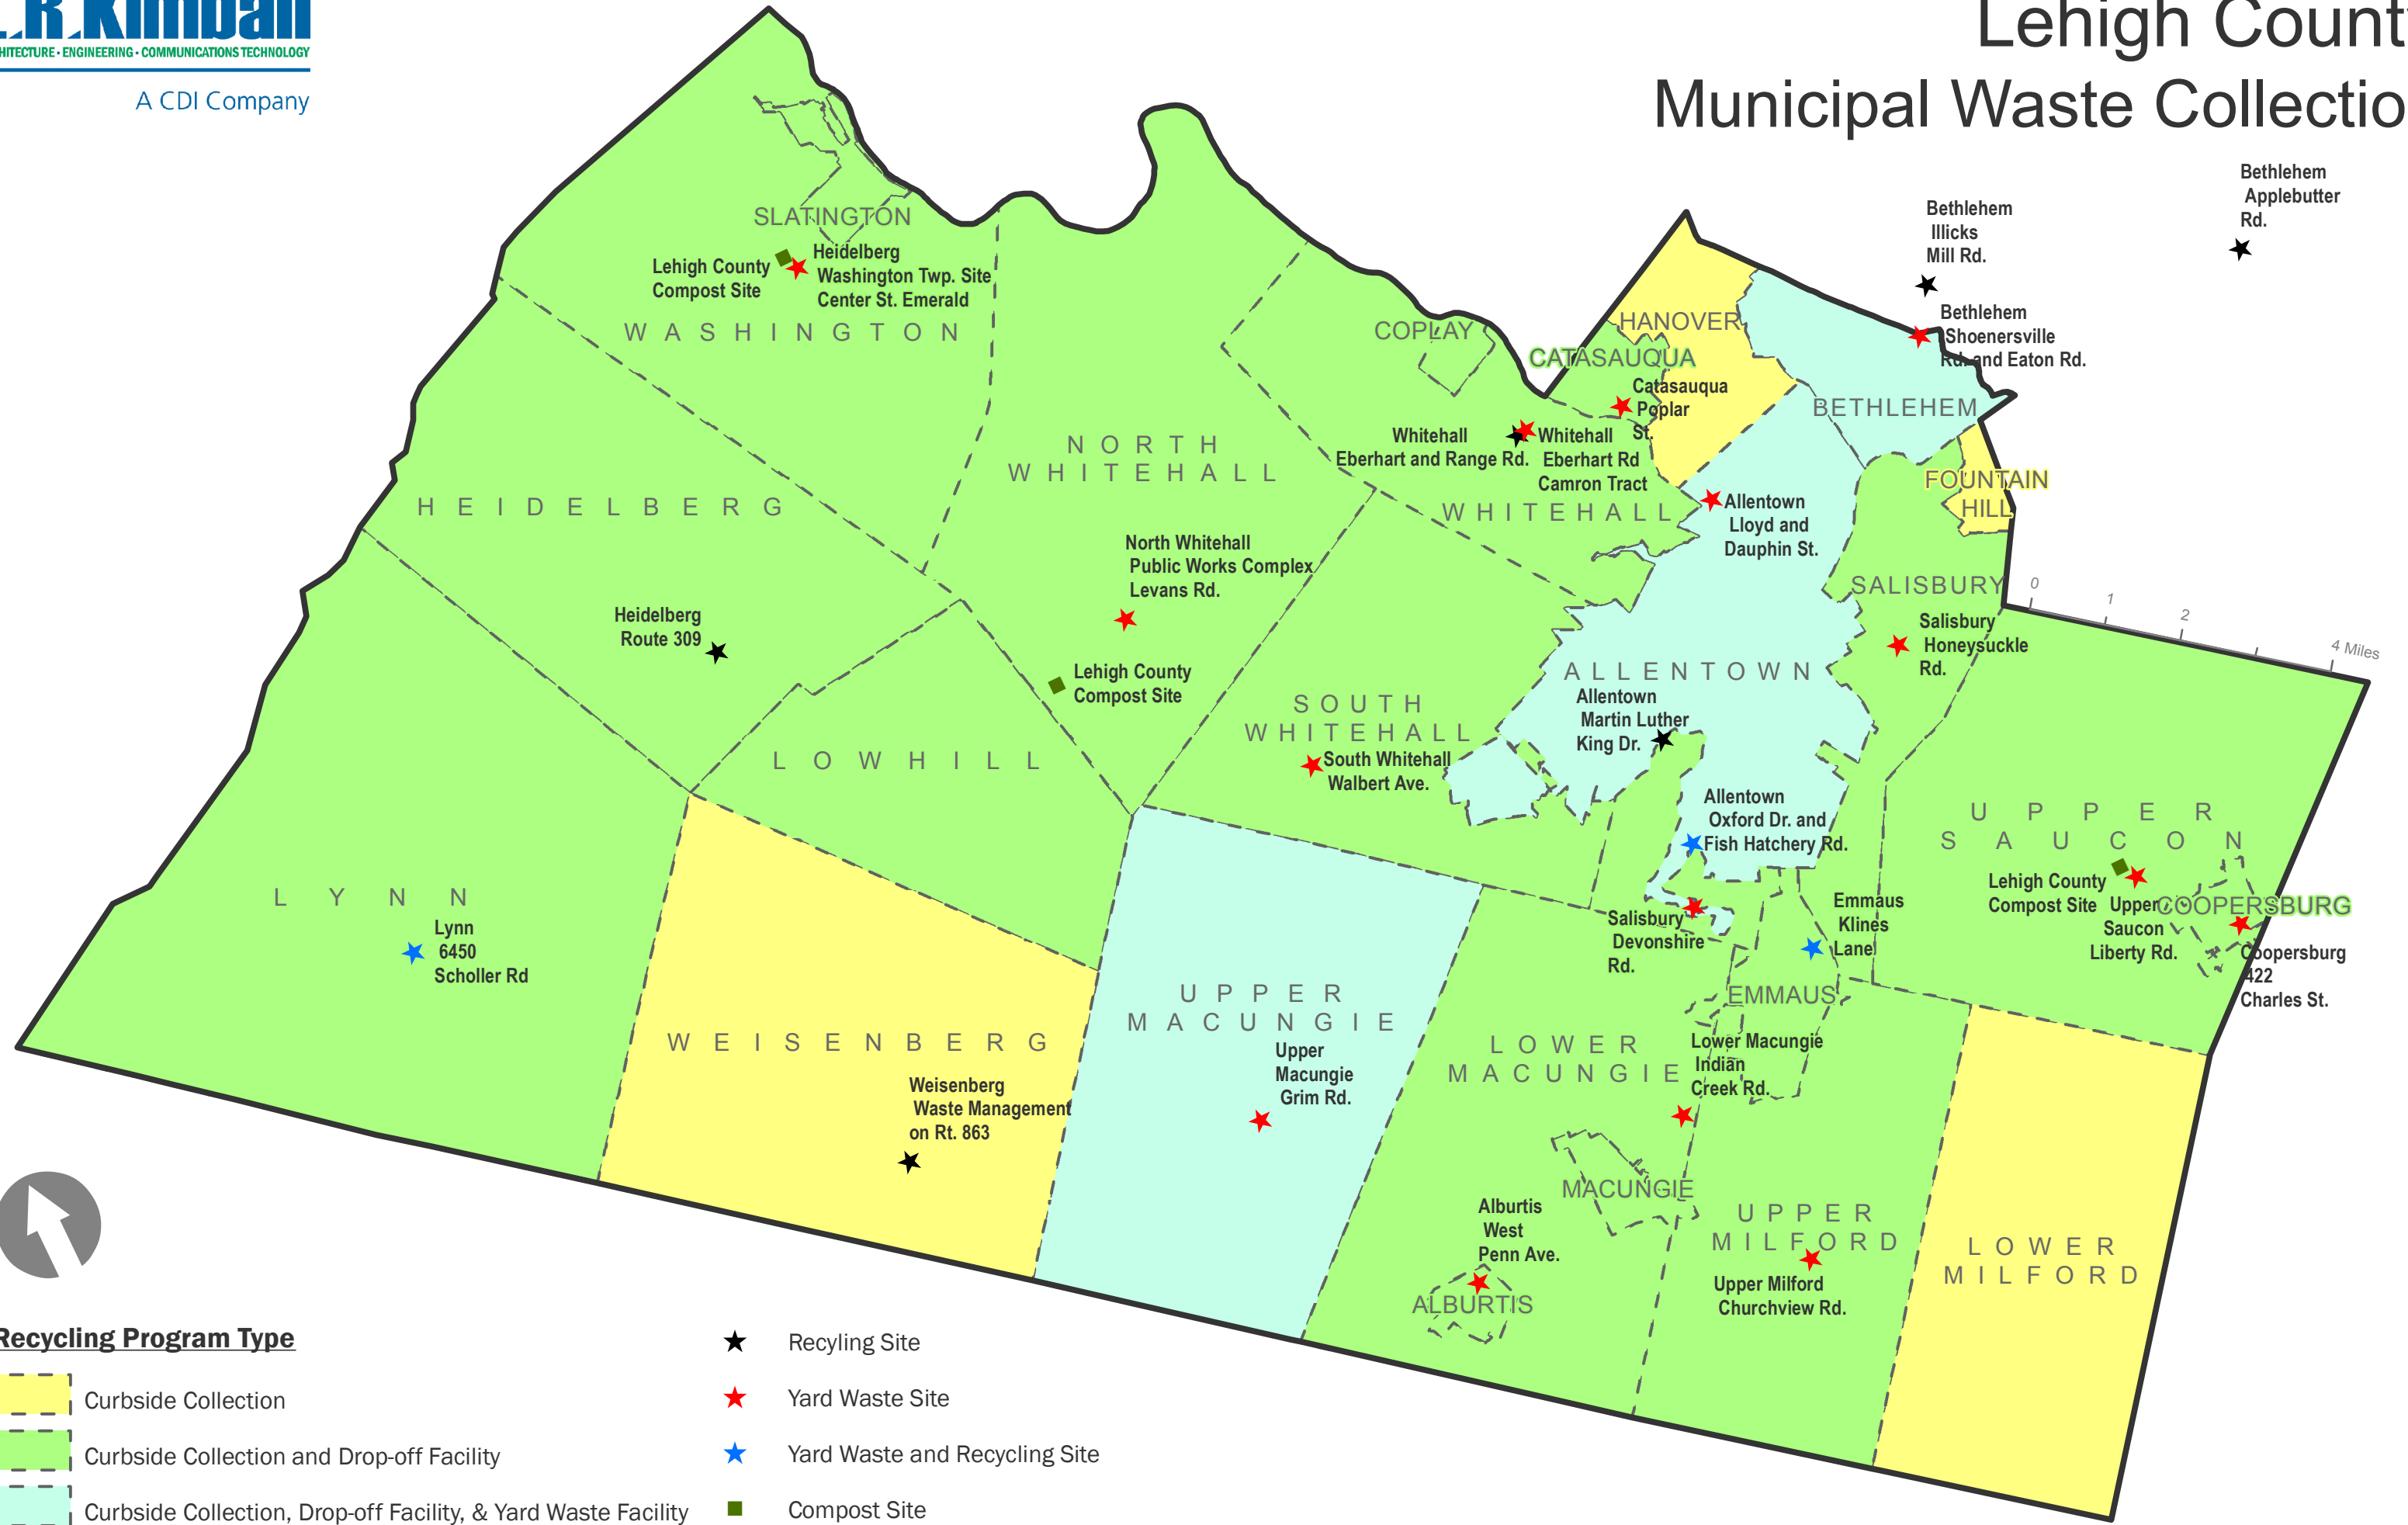 L.R.Kimball
ARCHITECTURE · ENGINEERING · COMMUNICATIONS TECHNOLOGY
A CDI Company
Lehigh County
Municipal Waste Collection
Bethlehem
Applebutter
Rd.
Bethlehem
Illicks
Mill Rd.
Bethlehem
Shoenersville
Rd. and Eaton Rd.
SLATINGTON
Lehigh County
Compost Site
Heidelberg
Washington Twp. Site
Center St. Emerald
WASHINGTON
COPLAY
HANOVER
CATASAUQUA
Catasauqua
Poplar
St.
BETHLEHEM
NORTH
WHITEHALL
Whitehall
Eberhart and Range Rd.
Whitehall
Eberhart Rd
Camron Tract
WHITEHALL
FOUNTAIN
HILL
HEIDELBERG
Allentown
Lloyd and
Dauphin St.
North Whitehall
Public Works Complex
Levans Rd.
SALISBURY
0
1
2
4 Miles
Heidelberg
Route 309
Salisbury
Honeysuckle
Rd.
Lehigh County
Compost Site
ALLENTOWN
Allentown
Martin Luther
King Dr.
SOUTH
WHITEHALL
South Whitehall
Walbert Ave.
LOWHILL
Allentown
Oxford Dr. and
Fish Hatchery Rd.
UPPER
SAUCON
Lehigh County
Compost Site
Upper
Saucon
Liberty Rd.
COOPERSBURG
Coopersburg
422
Charles St.
LYNN
Lynn
6450
Scholler Rd
Salisbury
Devonshire
Rd.
Emmaus
Klines
Lane
EMMAUS
WEISENBERG
UPPER
MACUNGIE
Upper
Macungie
Grim Rd.
LOWER
MACUNGIE
Lower Macungie
Indian
Creek Rd.
Weisenberg
Waste Management
on Rt. 863
MACUNGIE
Alburtis
West
Penn Ave.
ALBURTIS
UPPER
MILFORD
Upper Milford
Churchview Rd.
LOWER
MILFORD
Recycling Program Type
Curbside Collection
Curbside Collection and Drop-off Facility
Curbside Collection, Drop-off Facility, & Yard Waste Facility
Recyling Site
Yard Waste Site
Yard Waste and Recycling Site
Compost Site